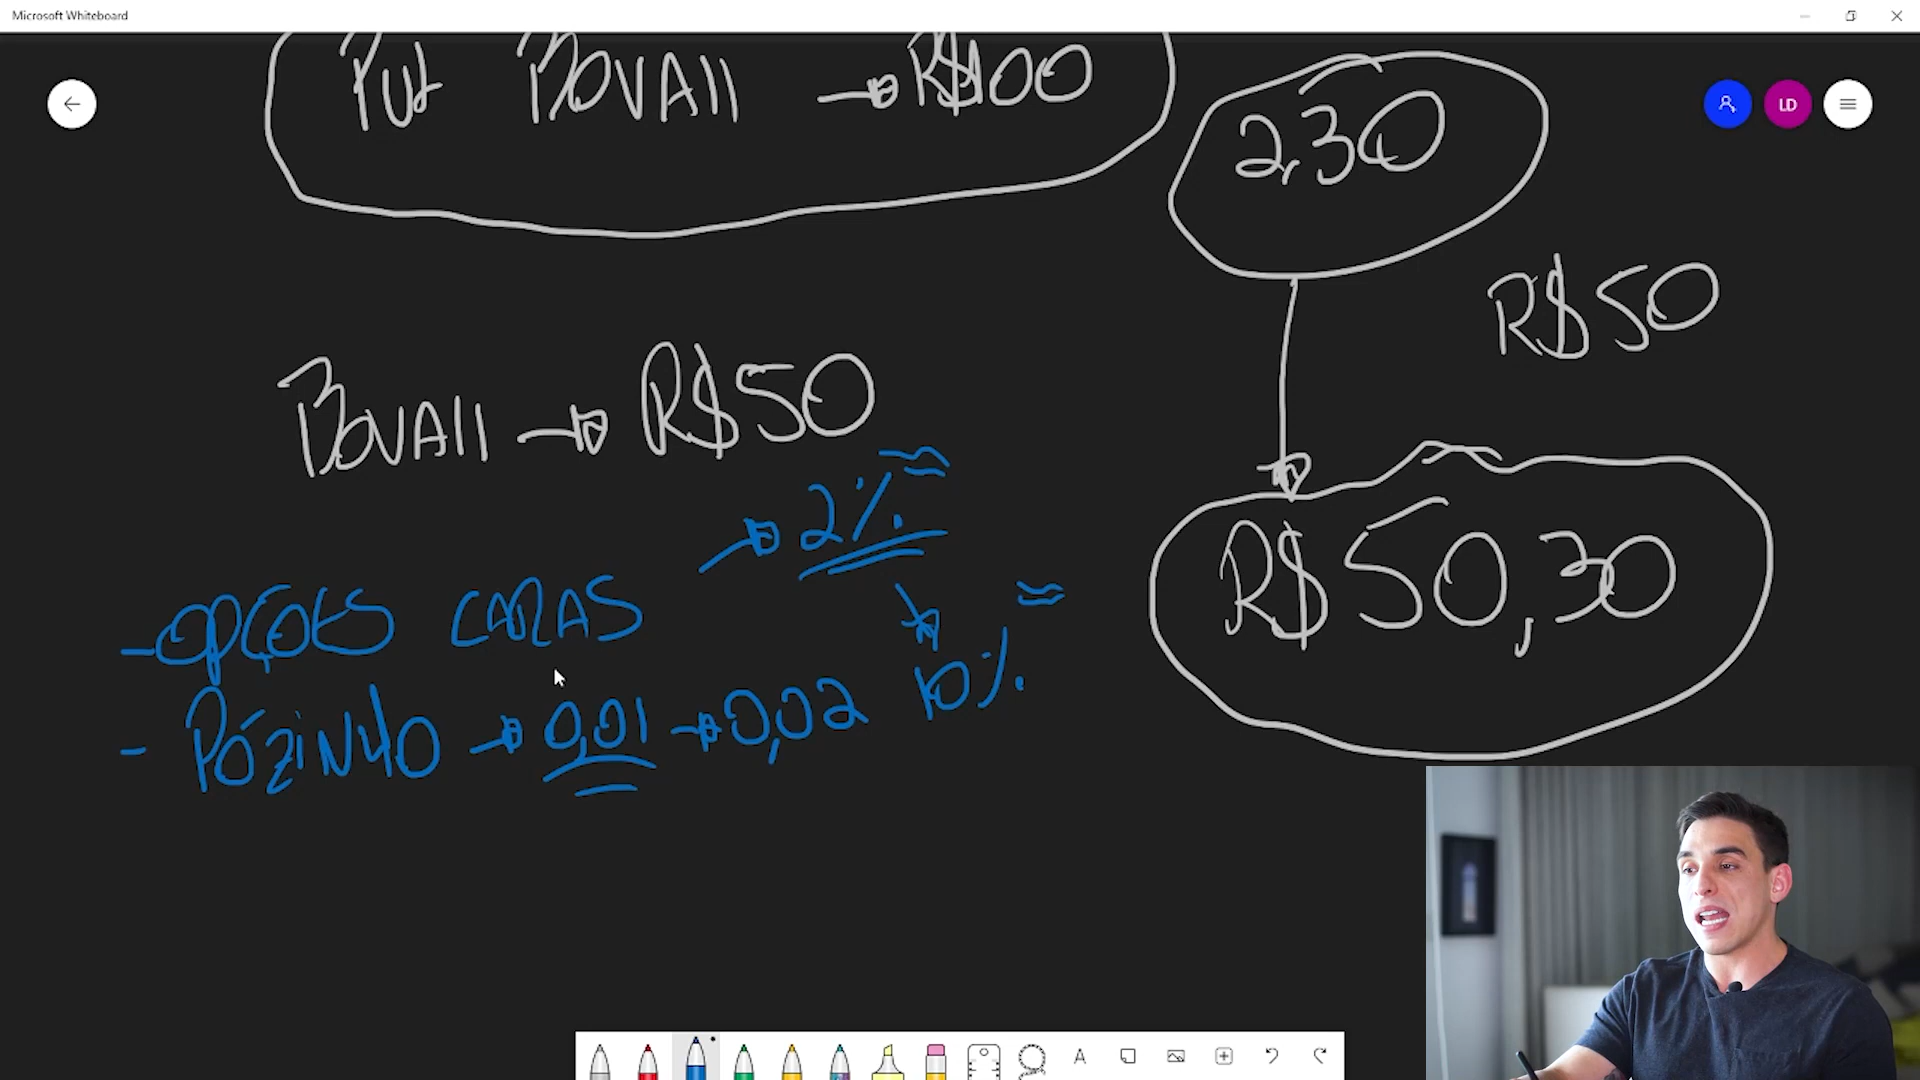 Microsoft Whiteboard
Put BOVA11 → R$100
2,30
LD
R$50
BOVA11 → R$50
→ 2%
R$50,30
- OPÇÕES CARAS
10%
- PÓZINHO → 0,01 → 0,02
A